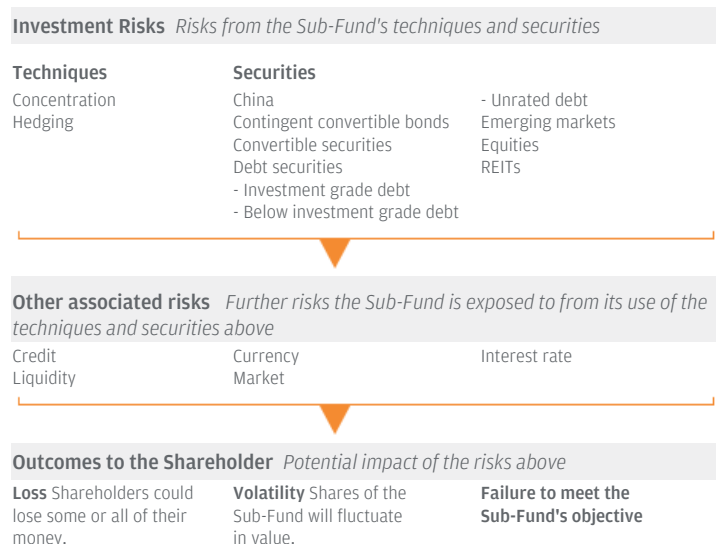 Investment Risks Risks from the Sub-Fund's techniques and securities
Techniques
Concentration
Hedging
Securities
China
Contingent convertible bonds
Convertible securities
Debt securities
- Investment grade debt
- Below investment grade debt
- Unrated debt
Emerging markets
Equities
REITs
Other associated risks Further risks the Sub-Fund is exposed to from its use of the
techniques and securities above
Credit
Liquidity
Currency
Market
Interest rate
Outcomes to the Shareholder Potential impact of the risks above
Loss Shareholders could
lose some or all of their
money.
Volatility Shares of the
Sub-Fund will fluctuate
in value.
Failure to meet the
Sub-Fund's objective